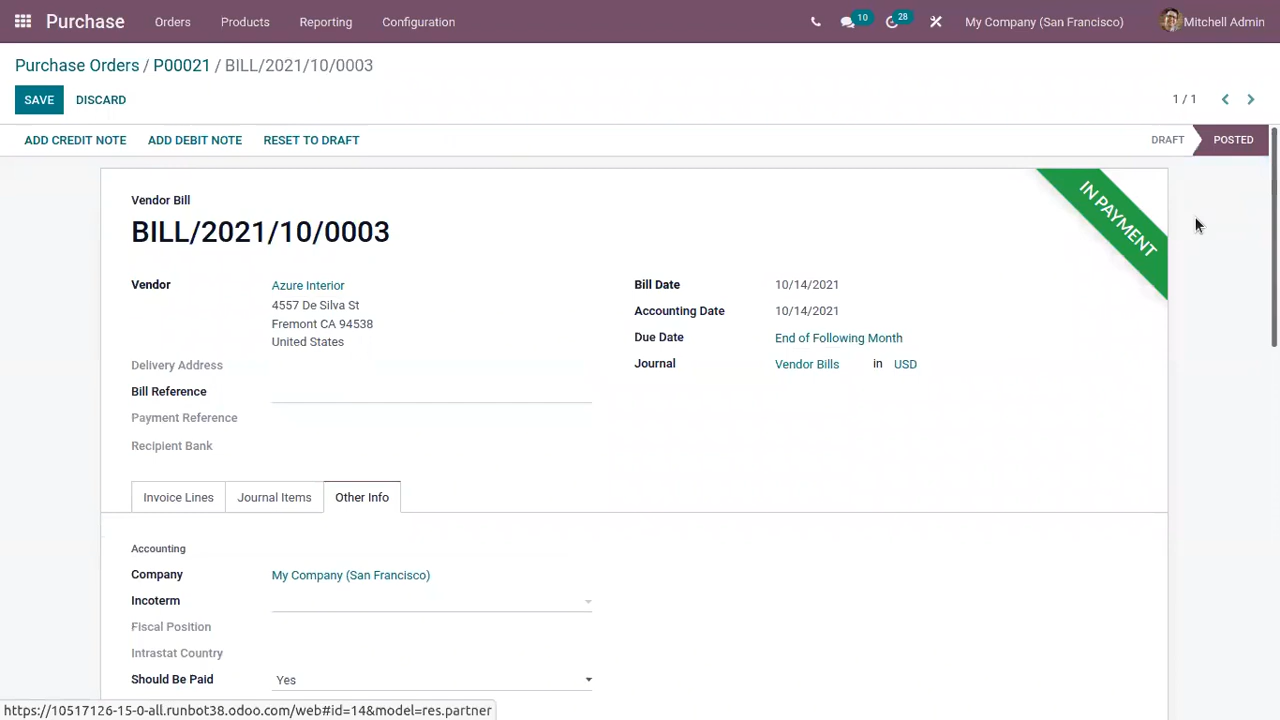 Purchase Orders Products Reporting Configuration 10 28 My Company (San Francisco) Mitchell Admin
Purchase Orders / P00021 / BILL/2021/10/0003
SAVE DISCARD 1 / 1
ADD CREDIT NOTE ADD DEBIT NOTE RESET TO DRAFT DRAFT POSTED
IN PAYMENT
Vendor Bill
BILL/2021/10/0003
Vendor Azure Interior Bill Date 10/14/2021
4557 De Silva St Accounting Date 10/14/2021
Fremont CA 94538
United States Due Date End of Following Month
Delivery Address Journal Vendor Bills in USD
Bill Reference
Payment Reference
Recipient Bank
Invoice Lines Journal Items Other Info
Accounting
Company My Company (San Francisco)
Incoterm
Fiscal Position
Intrastat Country
Should Be Paid Yes
https://10517126-15-0-all.runbot38.odoo.com/web#id=14&model=res.partner